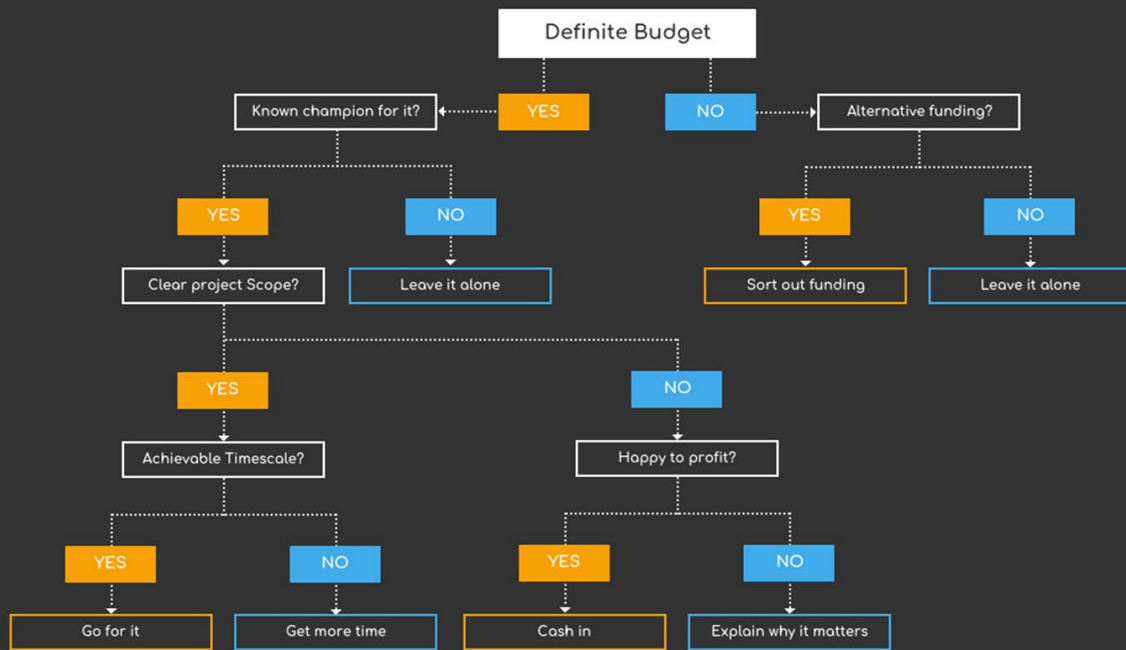 Definite Budget
Known champion for it?
YES
NO
Alternative funding?
YES
NO
YES
NO
Clear project Scope?
Leave it alone
Sort out funding
Leave it alone
YES
NO
Achievable Timescale?
Happy to profit?
YES
NO
YES
NO
Go for it
Get more time
Cash in
Explain why it matters